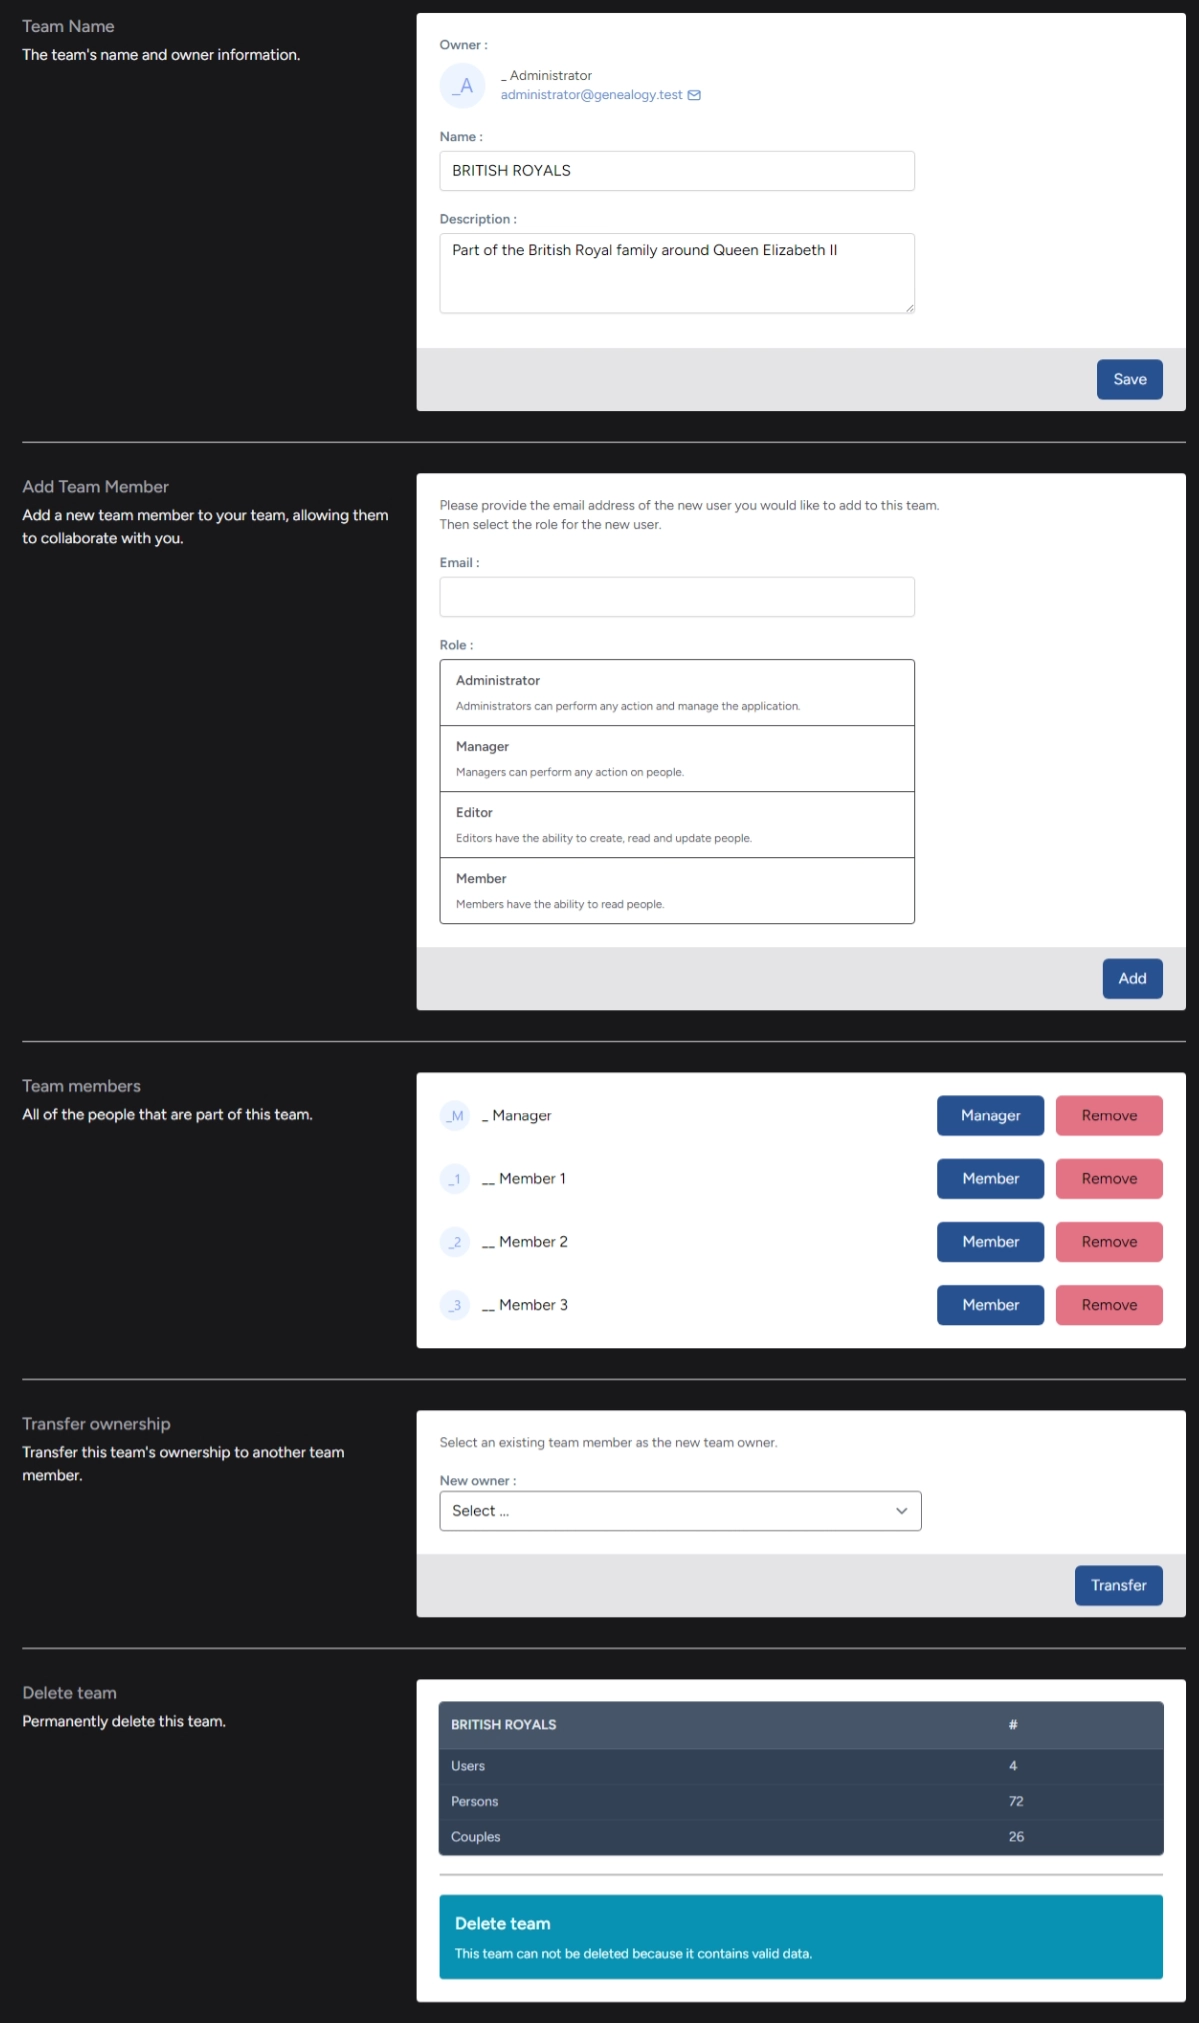 Team Name
The team's name and owner information.
Owner :
_A
_ Administrator
administrator@genealogy.test
Name :
BRITISH ROYALS
Description :
Part of the British Royal family around Queen Elizabeth II
Save
Add Team Member
Add a new team member to your team, allowing them
to collaborate with you.
Please provide the email address of the new user you would like to add to this team.
Then select the role for the new user.
Email :
Role :
Administrator
Administrators can perform any action and manage the application.
Manager
Managers can perform any action on people.
Editor
Editors have the ability to create, read and update people.
Member
Members have the ability to read people.
Add
Team members
All of the people that are part of this team.
_M _ Manager Manager Remove
_1 __ Member 1 Member Remove
_2 __ Member 2 Member Remove
_3 __ Member 3 Member Remove
Transfer ownership
Transfer this team's ownership to another team
member.
Select an existing team member as the new team owner.
New owner :
Select ...
Transfer
Delete team
Permanently delete this team.
BRITISH ROYALS #
Users 4
Persons 72
Couples 26
Delete team
This team can not be deleted because it contains valid data.